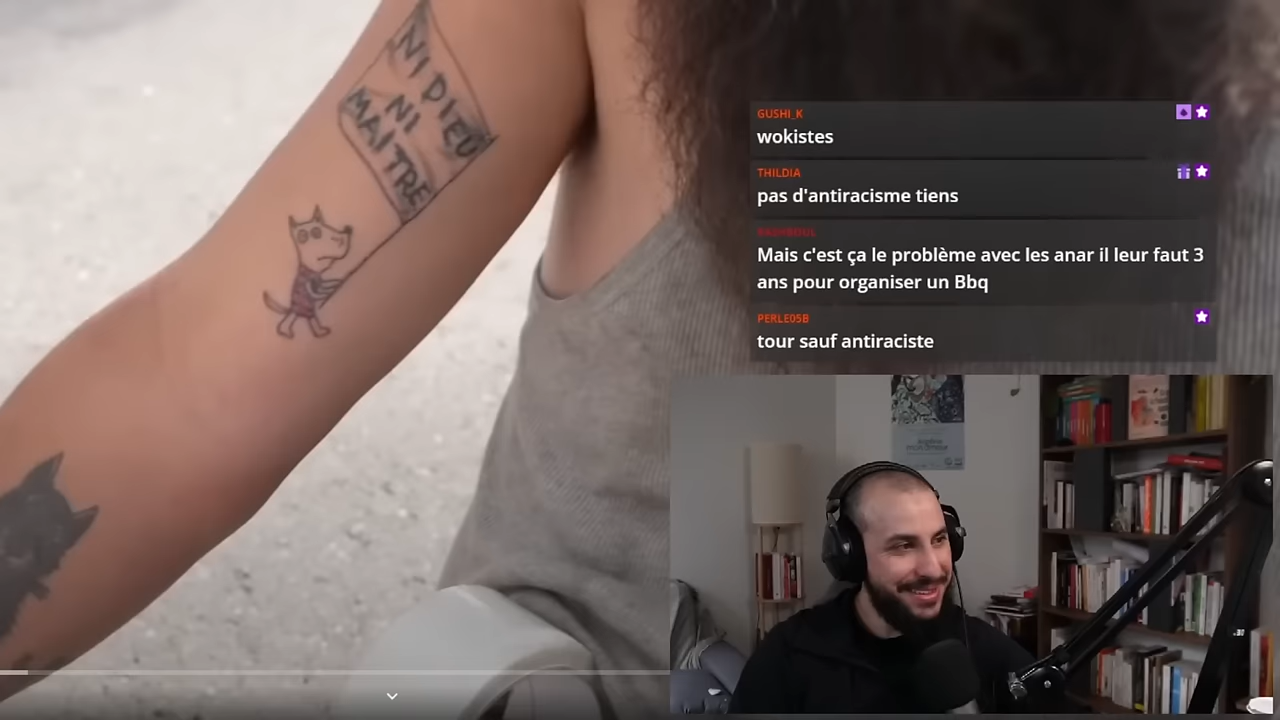 NI DIEU
NI
MAITRE
GUSHI_K
wokistes
THILDIA
pas d'antiracisme tiens
Mais c'est ça le problème avec les anar il leur faut 3
ans pour organiser un Bbq
PERLE05B
tour sauf antiraciste